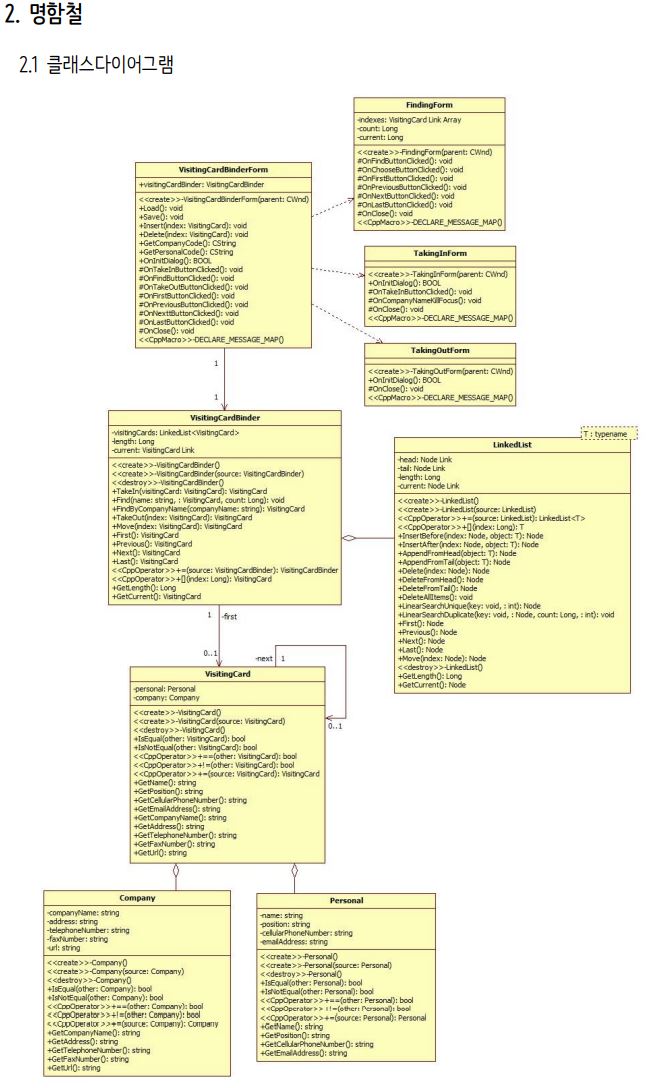 2. 명함철
2.1 클래스다이어그램
FindingForm
-indexes: VisitingCard Link Array
-count: Long
-current: Long
<<create>>-FindingForm(parent: CWnd)
#OnFindButtonClicked(): void
#OnChooseButtonClicked(): void
#OnFirstButtonClicked(): void
#OnPreviousButtonClicked(): void
#OnNextButtonClicked(): void
#OnLastButtonClicked(): void
#OnClose(): void
<<CppMacro>>-DECLARE_MESSAGE_MAP()
VisitingCardBinderForm
+visitingCardBinder: VisitingCardBinder
<<create>>-VisitingCardBinderForm(parent: CWnd)
+Load(): void
+Save(): void
+Insert(index: VisitingCard): void
+Delete(index: VisitingCard): void
+GetCompanyCode(): CString
+GetPersonalCode(): CString
+OnInitDialog(): BOOL
#OnTakeInButtonClicked(): void
#OnFindButtonClicked(): void
#OnTakeOutButtonClicked(): void
#OnFirstButtonClicked(): void
#OnPreviousButtonClicked(): void
#OnNexttButtonClicked(): void
#OnLastButtonClicked(): void
#OnClose(): void
<<CppMacro>>-DECLARE_MESSAGE_MAP()
TakingInForm
<<create>>-TakingInForm(parent: CWnd)
+OnInitDialog(): BOOL
#OnTakeInButtonClicked(): void
#OnCompanyNameKillFocus(): void
#OnClose(): void
<<CppMacro>>-DECLARE_MESSAGE_MAP()
TakingOutForm
<<create>>-TakingOutForm(parent: CWnd)
+OnInitDialog(): BOOL
#OnClose(): void
<<CppMacro>>-DECLARE_MESSAGE_MAP()
1
1
VisitingCardBinder
-visitingCards: LinkedList<VisitingCard>
-length: Long
-current: VisitingCard Link
<<create>>-VisitingCardBinder()
<<create>>-VisitingCardBinder(source: VisitingCardBinder)
<<destroy>>-VisitingCardBinder()
+TakeIn(visitingCard: VisitingCard): VisitingCard
+Find(name: string, : VisitingCard, count: Long): void
+FindByCompanyName(companyName: string): VisitingCard
+TakeOut(index: VisitingCard): VisitingCard
+Move(index: VisitingCard): VisitingCard
+First(): VisitingCard
+Previous(): VisitingCard
+Next(): VisitingCard
+Last(): VisitingCard
<<CppOperator>>+=(source: VisitingCardBinder): VisitingCardBinder
<<CppOperator>>+[](index: Long): VisitingCard
+GetLength(): Long
+GetCurrent(): VisitingCard
T : typename
LinkedList
-head: Node Link
-tail: Node Link
-length: Long
-current: Node Link
<<create>>-LinkedList()
<<create>>-LinkedList(source: LinkedList)
<<CppOperator>>+=(source: LinkedList): LinkedList<T>
<<CppOperator>>+[](index: Long): T
+InsertBefore(index: Node, object: T): Node
+InsertAfter(index: Node, object: T): Node
+AppendFromHead(object: T): Node
+AppendFromTail(object: T): Node
+Delete(index: Node): Node
+DeleteFromHead(): Node
+DeleteFromTail(): Node
+DeleteAllItems(): void
+LinearSearchUnique(key: void, : int): Node
+LinearSearchDuplicate(key: void, : Node, count: Long, : int): void
+First(): Node
+Previous(): Node
+Next(): Node
+Last(): Node
+Move(index: Node): Node
<<destroy>>-LinkedList()
+GetLength(): Long
+GetCurrent(): Node
1
-first
0..1
-next
1
0..1
VisitingCard
-personal: Personal
-company: Company
<<create>>-VisitingCard()
<<create>>-VisitingCard(source: VisitingCard)
<<destroy>>-VisitingCard()
+IsEqual(other: VisitingCard): bool
+IsNotEqual(other: VisitingCard): bool
<<CppOperator>>+==(other: VisitingCard): bool
<<CppOperator>>+!=(other: VisitingCard): bool
<<CppOperator>>+=(source: VisitingCard): VisitingCard
+GetName(): string
+GetPosition(): string
+GetCellularPhoneNumber(): string
+GetEmailAddress(): string
+GetCompanyName(): string
+GetAddress(): string
+GetTelephoneNumber(): string
+GetFaxNumber(): string
+GetUrl(): string
Company
-companyName: string
-address: string
-telephoneNumber: string
-faxNumber: string
-url: string
<<create>>-Company()
<<create>>-Company(source: Company)
<<destroy>>-Company()
+IsEqual(other: Company): bool
+IsNotEqual(other: Company): bool
<<CppOperator>>+==(other: Company): bool
<<CppOperator>>+!=(other: Company): bool
<<CppOperator>>+=(source: Company): Company
+GetCompanyName(): string
+GetAddress(): string
+GetTelephoneNumber(): string
+GetFaxNumber(): string
+GetUrl(): string
Personal
-name: string
-position: string
-cellularPhoneNumber: string
-emailAddress: string
<<create>>-Personal()
<<create>>-Personal(source: Personal)
<<destroy>>-Personal()
+IsEqual(other: Personal): bool
+IsNotEqual(other: Personal): bool
<<CppOperator>>+==(other: Personal): bool
<<CppOperator>>+!=(other: Personal): bool
<<CppOperator>>+=(source: Personal): Personal
+GetName(): string
+GetPosition(): string
+GetCellularPhoneNumber(): string
+GetEmailAddress(): string